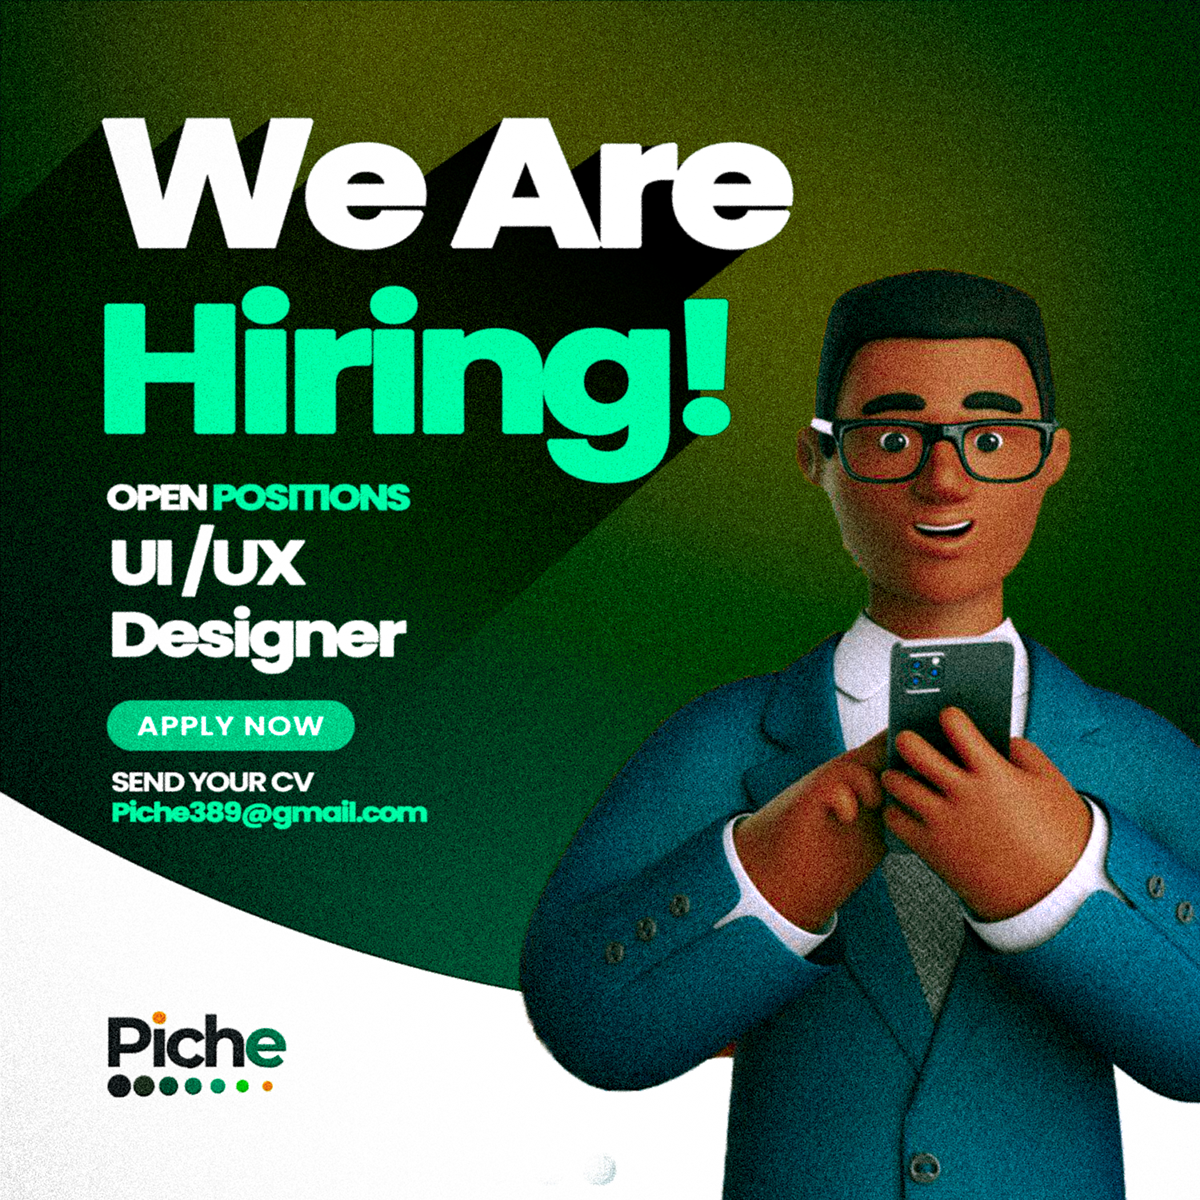 We Are
Hiring!
OPEN POSITIONS
UI /UX
Designer
APPLY NOW
SEND YOUR CV
Piche389@gmail.com
Piche